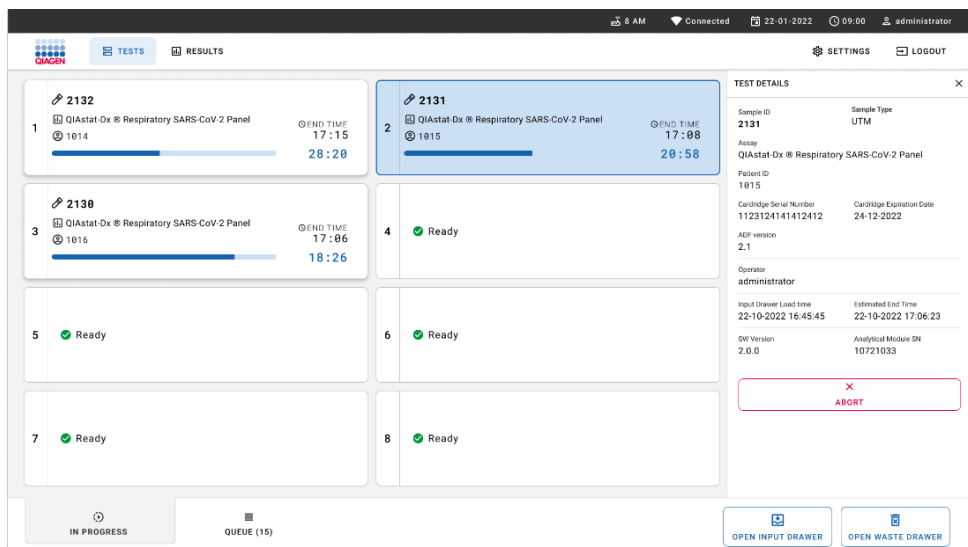 8 AM Connected 22-01-2022 09:00 administrator
QIAGEN TESTS RESULTS SETTINGS LOGOUT
1
2132
QIAstat-Dx ® Respiratory SARS-CoV-2 Panel
1014
END TIME
17:15
28:20
2
2131
QIAstat-Dx ® Respiratory SARS-CoV-2 Panel
1015
END TIME
17:08
20:58
3
2130
QIAstat-Dx ® Respiratory SARS-CoV-2 Panel
1016
END TIME
17:06
18:26
4 Ready
5 Ready
6 Ready
7 Ready
8 Ready
TEST DETAILS
Sample ID Sample Type
2131 UTM
Assay
QIAstat-Dx ® Respiratory SARS-CoV-2 Panel
Patient ID
1015
Cardridge Serial Number Cardridge Expiration Date
1123124141412412 24-12-2022
ADF version
2.1
Operator
administrator
Input Drawer Load time Estimated End Time
22-10-2022 16:45:45 22-10-2022 17:06:23
SW Version Analytical Module SN
2.0.0 10721033
ABORT
IN PROGRESS QUEUE (15)
OPEN INPUT DRAWER OPEN WASTE DRAWER